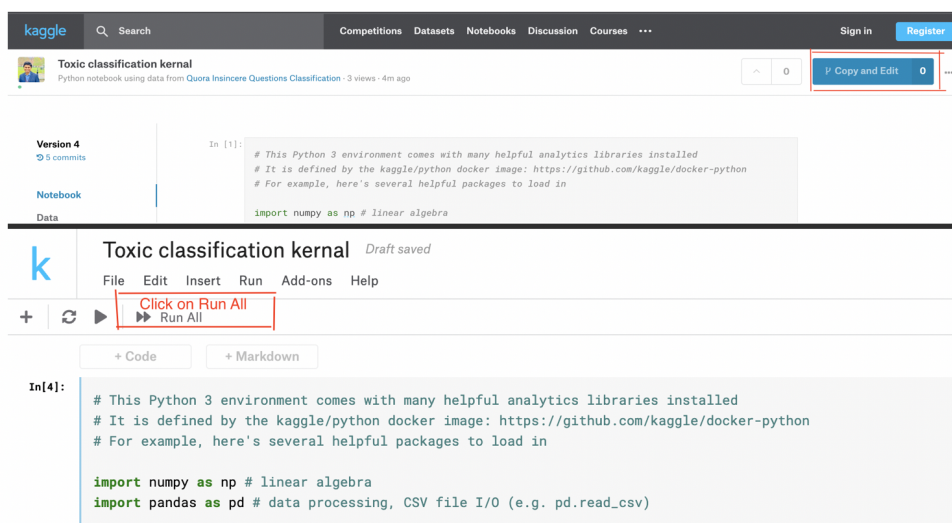 kaggle Search Competitions Datasets Notebooks Discussion Courses ••• Sign in Register
Toxic classification kernal
Python notebook using data from Quora Insincere Questions Classification · 3 views · 4m ago
0 Copy and Edit 0 ...
Version 4
5 commits
Notebook
Data
In [1]:
# This Python 3 environment comes with many helpful analytics libraries installed
# It is defined by the kaggle/python docker image: https://github.com/kaggle/docker-python
# For example, here's several helpful packages to load in
import numpy as np # linear algebra
k
Toxic classification kernal Draft saved
File Edit Insert Run Add-ons Help
Click on Run All
Run All
+ Code + Markdown
In[4]:
# This Python 3 environment comes with many helpful analytics libraries installed
# It is defined by the kaggle/python docker image: https://github.com/kaggle/docker-python
# For example, here's several helpful packages to load in
import numpy as np # linear algebra
import pandas as pd # data processing, CSV file I/O (e.g. pd.read_csv)